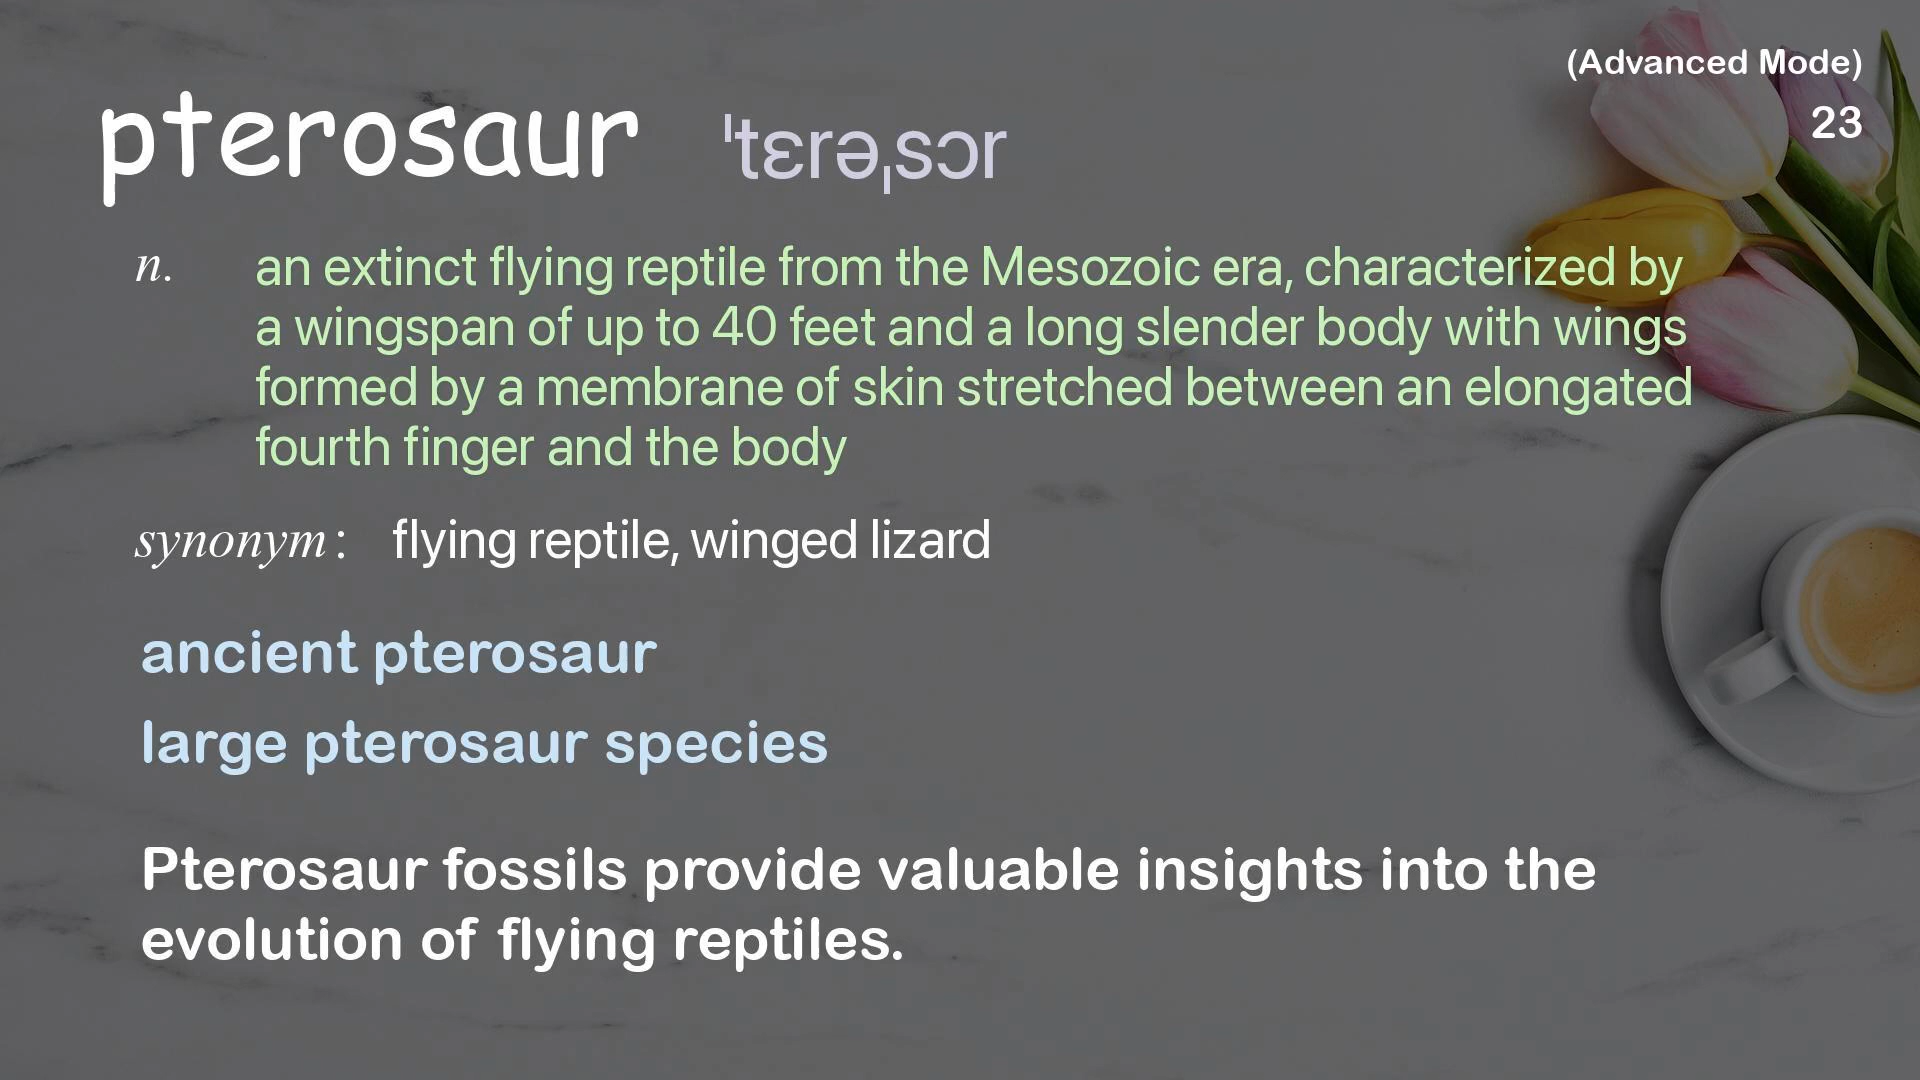 (Advanced Mode)
pterosaur ˈtɛrəˌsɔr
23
n. an extinct flying reptile from the Mesozoic era, characterized by
a wingspan of up to 40 feet and a long slender body with wings
formed by a membrane of skin stretched between an elongated
fourth finger and the body
synonym: flying reptile, winged lizard
ancient pterosaur
large pterosaur species
Pterosaur fossils provide valuable insights into the
evolution of flying reptiles.